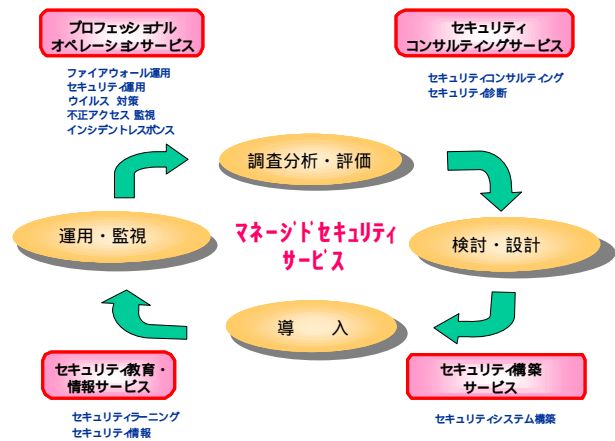 プロフェッショナル
オペレーションサービス
ファイアウォール運用
セキュリティ運用
ウイルス 対策
不正アクセス 監視
インシデントレスポンス
セキュリティ
コンサルティングサービス
セキュリティコンサルティング
セキュリティ診断
調査分析・評価
運用・監視
マネージドセキュリティ
サービス
検討・設計
導 入
セキュリティ教育・
情報サービス
セキュリティラーニング
セキュリティ情報
セキュリティ構築
サービス
セキュリティシステム構築